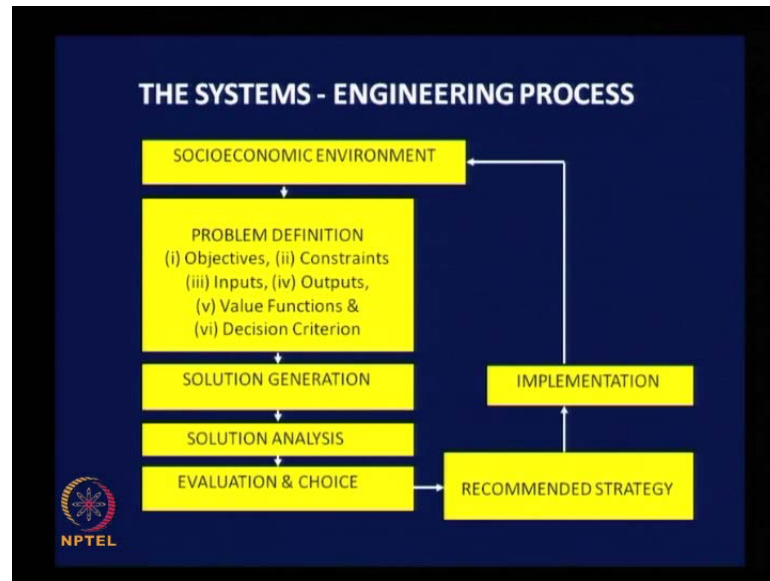 THE SYSTEMS - ENGINEERING PROCESS
SOCIOECONOMIC ENVIRONMENT
PROBLEM DEFINITION
(i) Objectives, (ii) Constraints
(iii) Inputs, (iv) Outputs,
(v) Value Functions &
(vi) Decision Criterion
SOLUTION GENERATION
SOLUTION ANALYSIS
EVALUATION & CHOICE
RECOMMENDED STRATEGY
IMPLEMENTATION
NPTEL